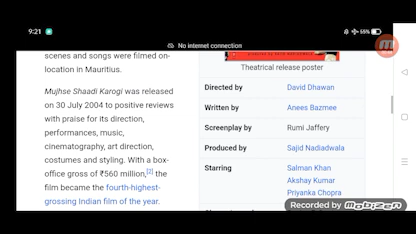 9:21
55%
No internet connection
scenes and songs were filmed on-
location in Mauritius.
Mujhse Shaadi Karogi was released
on 30 July 2004 to positive reviews
with praise for its direction,
performances, music,
cinematography, art direction,
costumes and styling. With a box-
office gross of ₹560 million,[2] the
film became the fourth-highest-
grossing Indian film of the year.
Theatrical release poster
Directed by David Dhawan
Written by Anees Bazmee
Screenplay by Rumi Jaffery
Produced by Sajid Nadiadwala
Starring Salman Khan
Akshay Kumar
Priyanka Chopra
Recorded by Mobizen